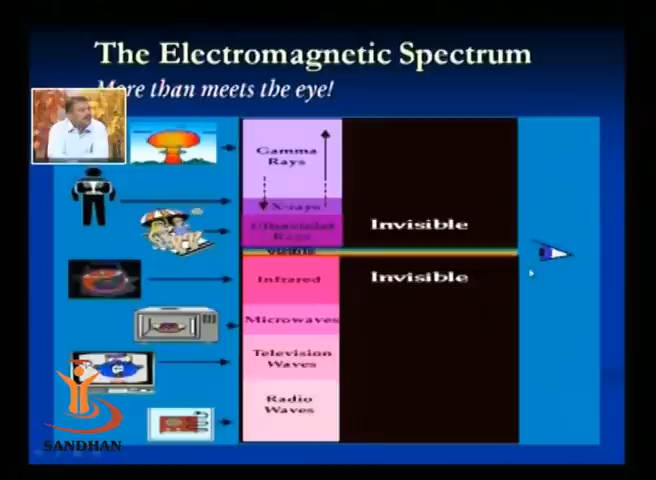 The Electromagnetic Spectrum
More than meets the eye!
Gamma
Rays
X-rays
Ultraviolet
Rays
Invisible
Visible
Infrared
Invisible
Microwaves
Television
Waves
Radio
Waves
SANDHAN